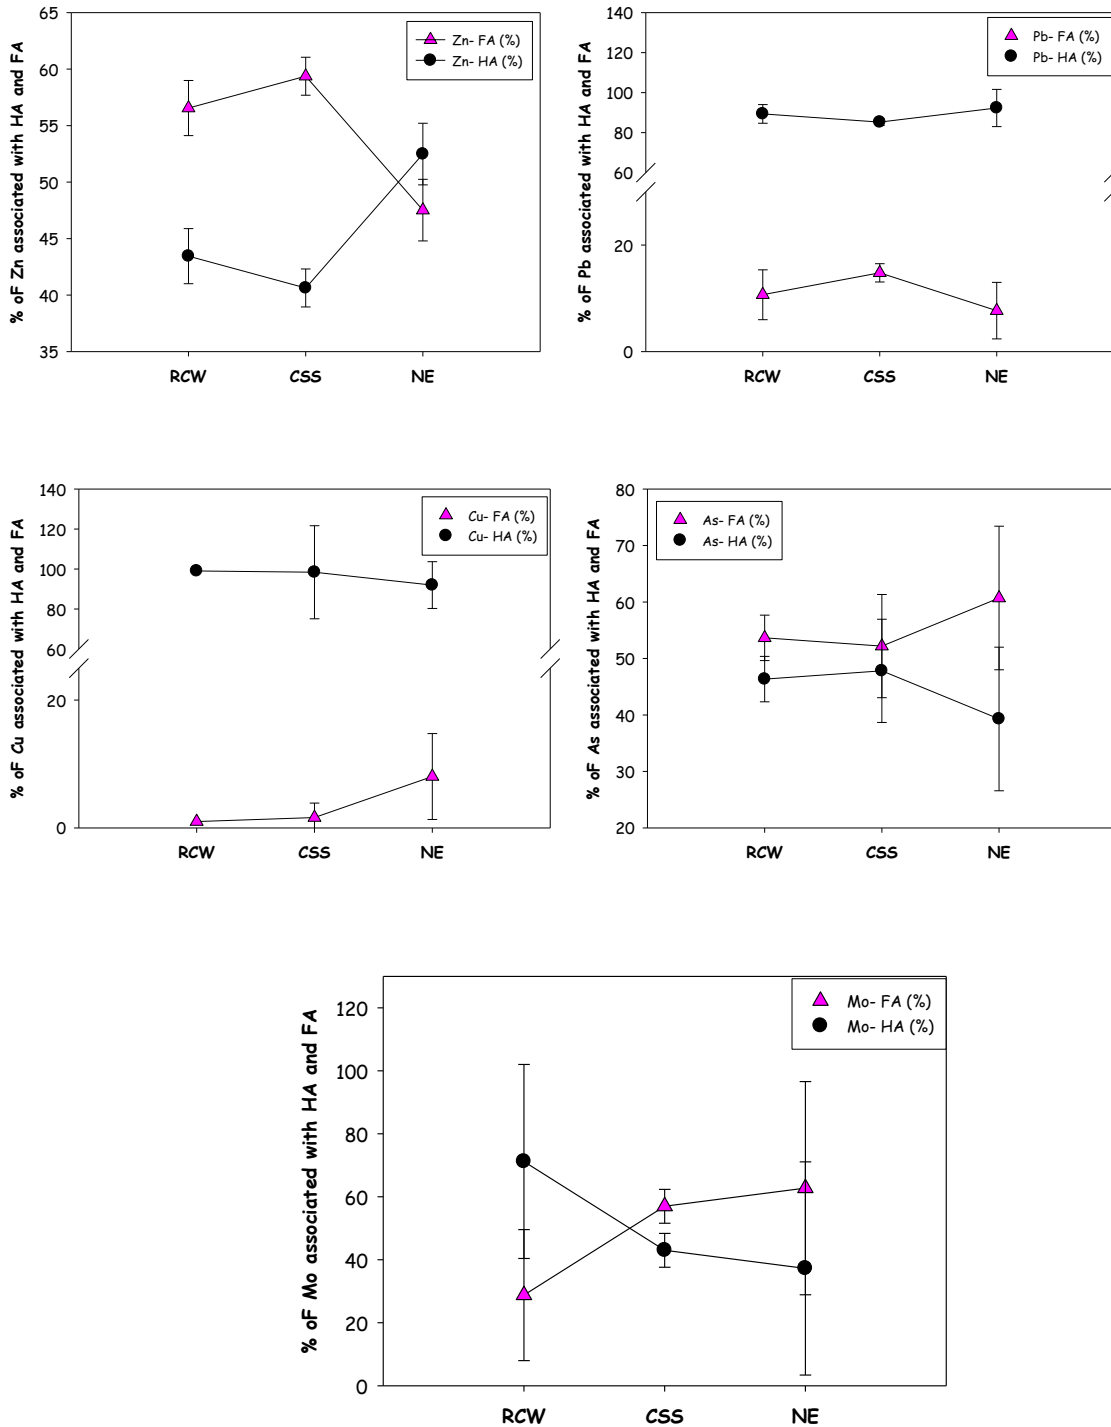 % oF Zn associated with HA and FA
65
60
55
50
45
40
35
Zn- FA (%)
Zn- HA (%)
RCW CSS NE
% of Pb associated with HA and FA
140
120
100
80
60
20
0
Pb- FA (%)
Pb- HA (%)
RCW CSS NE
% oF Cu associated with HA and FA
140
120
100
80
60
20
0
Cu- FA (%)
Cu- HA (%)
RCW CSS NE
% oF As associated with HA and FA
80
70
60
50
40
30
20
As- FA (%)
As- HA (%)
RCW CSS NE
% oF Mo associated with HA and FA
120
100
80
60
40
20
0
Mo- FA (%)
Mo- HA (%)
RCW CSS NE